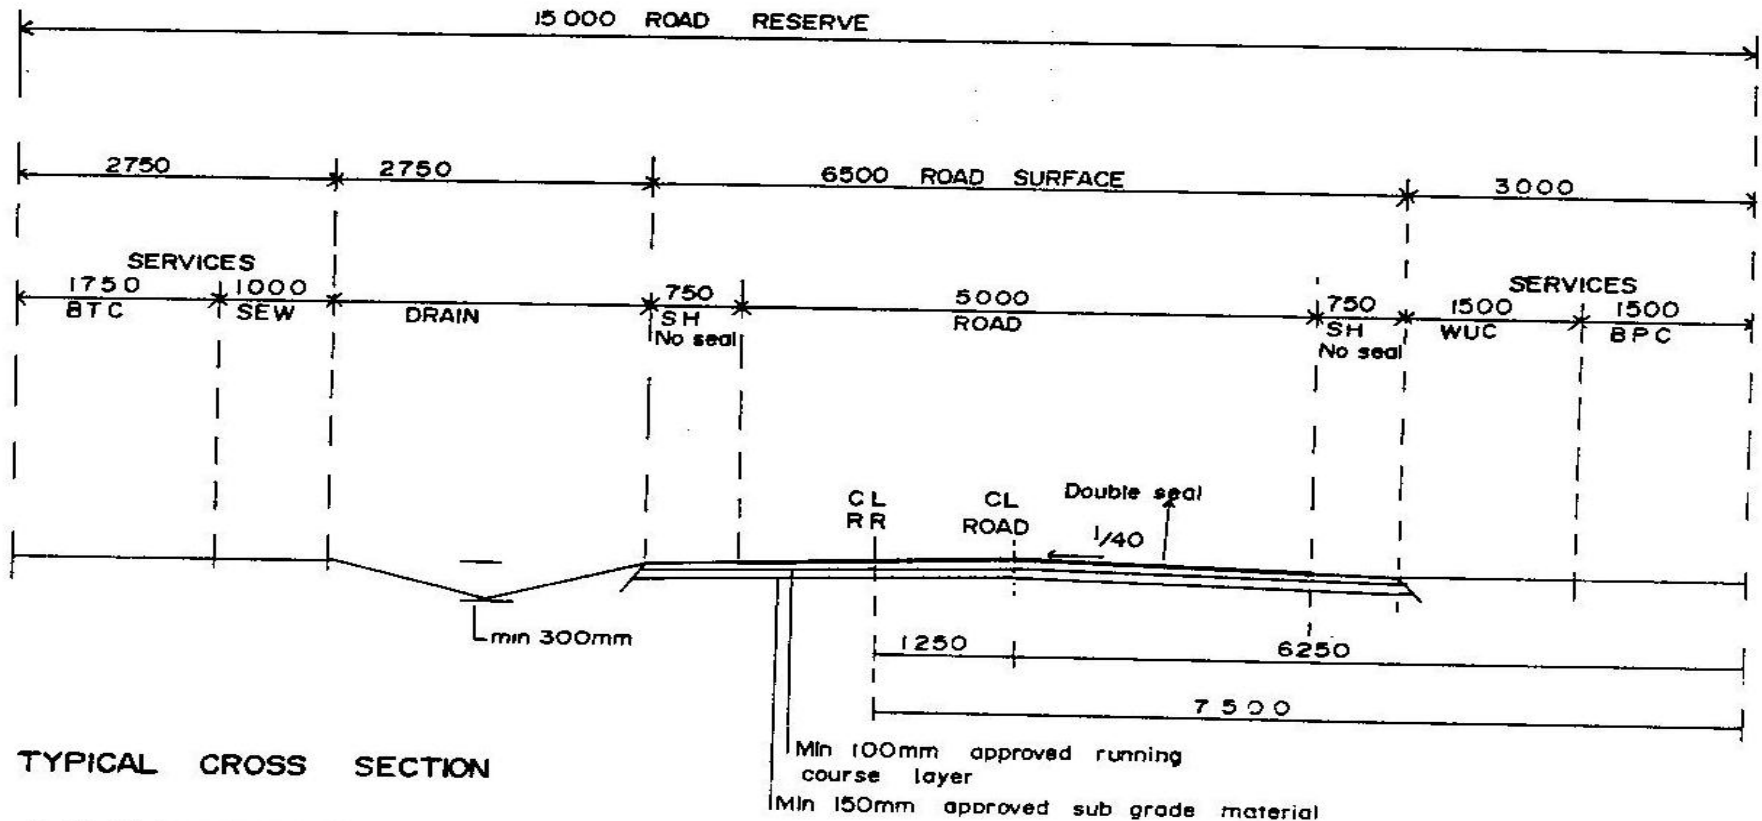 15 000 ROAD RESERVE
2750 2750 6500 ROAD SURFACE 3000
SERVICES SERVICES
1750 1000 750 5000 750 1500 1500
BTC SEW DRAIN SH ROAD SH WUC BPC
No seal No seal
CL CL Double seal
RR ROAD 1/40
min 300mm
1250 6250
7500
TYPICAL CROSS SECTION
Min 100mm approved running
course layer
Min 150mm approved sub grade material